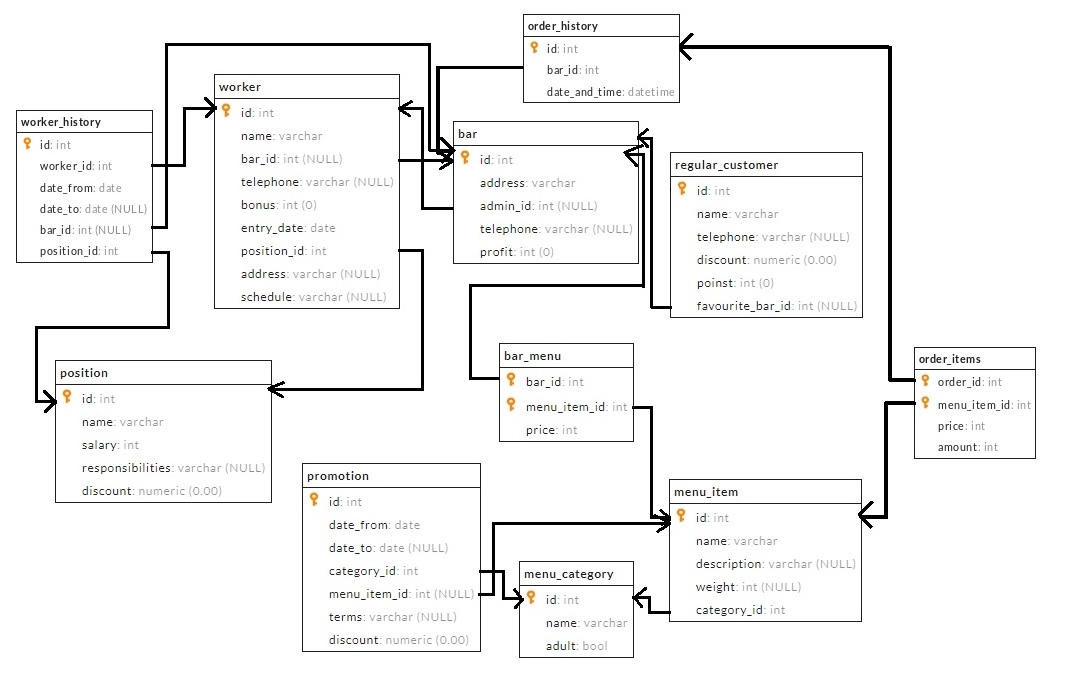 order_history
id: int
bar_id: int
date_and_time: datetime
worker
id: int
name: varchar
bar_id: int (NULL)
telephone: varchar (NULL)
bonus: int (0)
entry_date: date
position_id: int
address: varchar (NULL)
schedule: varchar (NULL)
worker_history
id: int
worker_id: int
date_from: date
date_to: date (NULL)
bar_id: int (NULL)
position_id: int
bar
id: int
address: varchar
admin_id: int (NULL)
telephone: varchar (NULL)
profit: int (0)
regular_customer
id: int
name: varchar
telephone: varchar (NULL)
discount: numeric (0.00)
poinst: int (0)
favourite_bar_id: int (NULL)
position
id: int
name: varchar
salary: int
responsibilities: varchar (NULL)
discount: numeric (0.00)
bar_menu
bar_id: int
menu_item_id: int
price: int
order_items
order_id: int
menu_item_id: int
price: int
amount: int
promotion
id: int
date_from: date
date_to: date (NULL)
category_id: int
menu_item_id: int (NULL)
terms: varchar (NULL)
discount: numeric (0.00)
menu_category
id: int
name: varchar
adult: bool
menu_item
id: int
name: varchar
description: varchar (NULL)
weight: int (NULL)
category_id: int